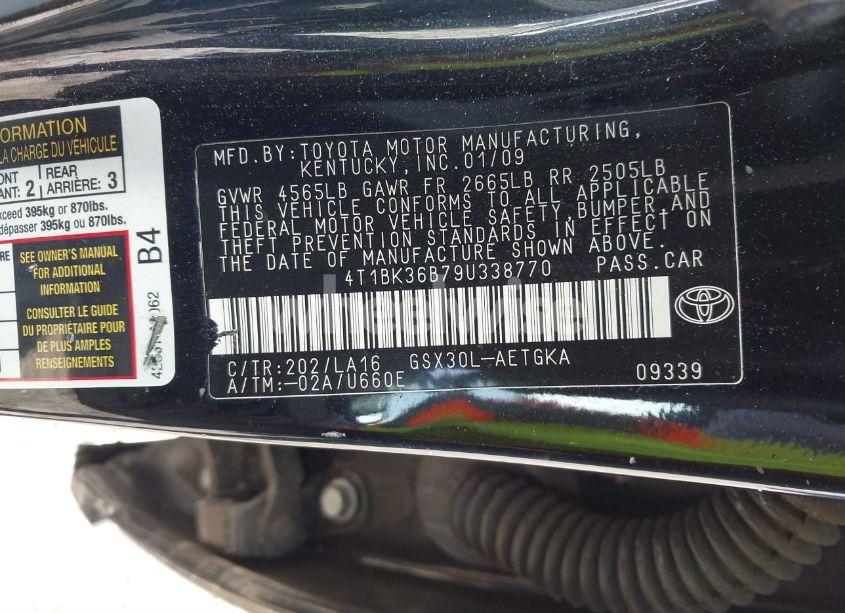 ORMATION
LA CHARGE DU VÉHICULE
ONT
ANT: 2
REAR
ARRIÈRE: 3
xceed 395kg or 870lbs.
dépasser 395kg ou 870lbs.
SEE OWNER'S MANUAL
FOR ADDITIONAL
INFORMATION
CONSULTER LE GUIDE
DU PROPRIÉTAIRE POUR
DE PLUS AMPLES
RENSEIGNEMENTS
B4
MFD.BY: TOYOTA MOTOR MANUFACTURING,
KENTUCKY, INC. 01/09
GVWR 4565LB GAWR FR 2665LB RR 2505LB
THIS VEHICLE CONFORMS TO ALL APPLICABLE
FEDERAL MOTOR VEHICLE SAFETY, BUMPER AND
THEFT PREVENTION STANDARDS IN EFFECT ON
THE DATE OF MANUFACTURE SHOWN ABOVE.
4T1BK36B79U338770 PASS.CAR
C/TR:202/LA16 GSX30L-AETGKA
A/TM:-02A/U660E 09339